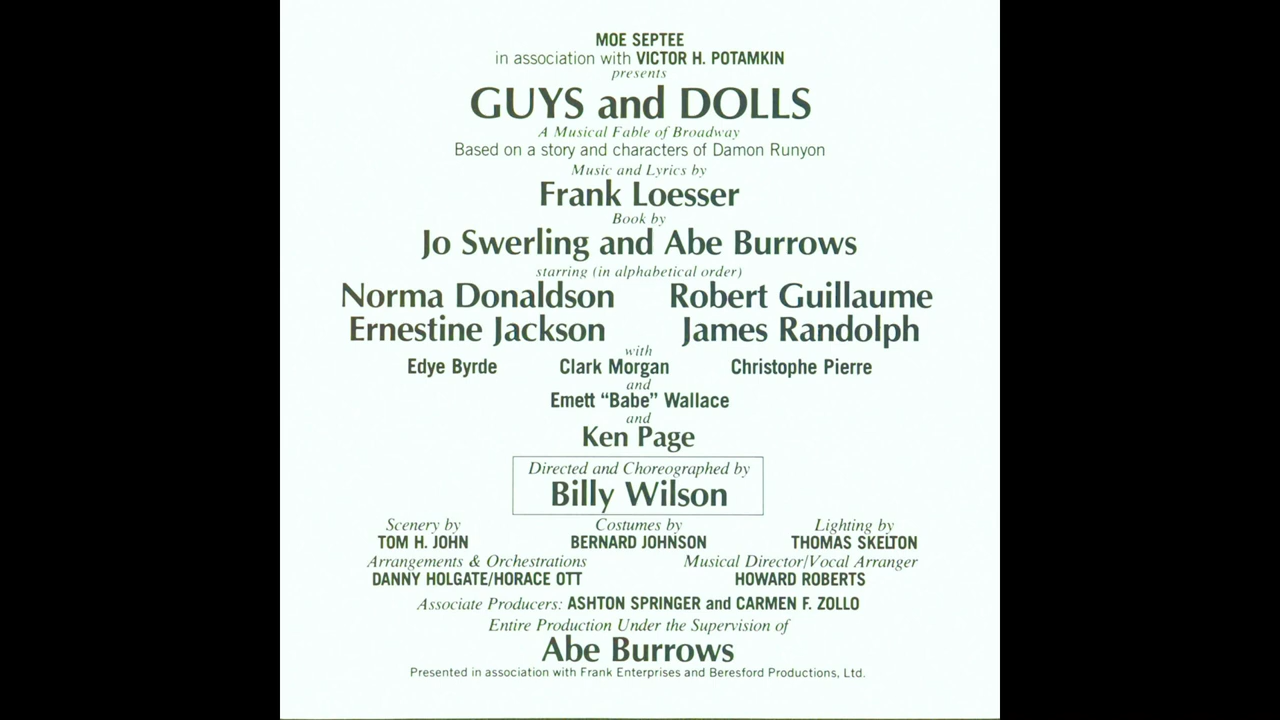 MOE SEPTEE
in association with VICTOR H. POTAMKIN
presents
GUYS and DOLLS
A Musical Fable of Broadway
Based on a story and characters of Damon Runyon
Music and Lyrics by
Frank Loesser
Book by
Jo Swerling and Abe Burrows
starring (in alphabetical order)
Norma Donaldson Robert Guillaume
Ernestine Jackson James Randolph
with
Edye Byrde Clark Morgan Christophe Pierre
and
Emett “Babe” Wallace
and
Ken Page
Directed and Choreographed by
Billy Wilson
Scenery by Costumes by Lighting by
TOM H. JOHN BERNARD JOHNSON THOMAS SKELTON
Arrangements & Orchestrations Musical Director/Vocal Arranger
DANNY HOLGATE/HORACE OTT HOWARD ROBERTS
Associate Producers: ASHTON SPRINGER and CARMEN F. ZOLLO
Entire Production Under the Supervision of
Abe Burrows
Presented in association with Frank Enterprises and Beresford Productions, Ltd.